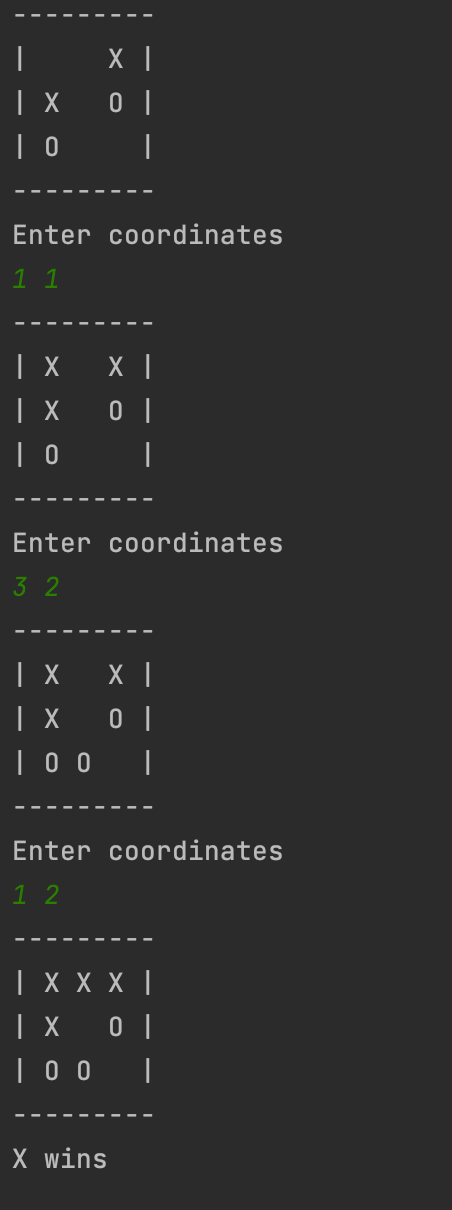 ---------
|     X |
| X   O |
| O     |
---------
Enter coordinates
1 1
---------
| X   X |
| X   O |
| O     |
---------
Enter coordinates
3 2
---------
| X   X |
| X   O |
| O O   |
---------
Enter coordinates
1 2
---------
| X X X |
| X   O |
| O O   |
---------
X wins